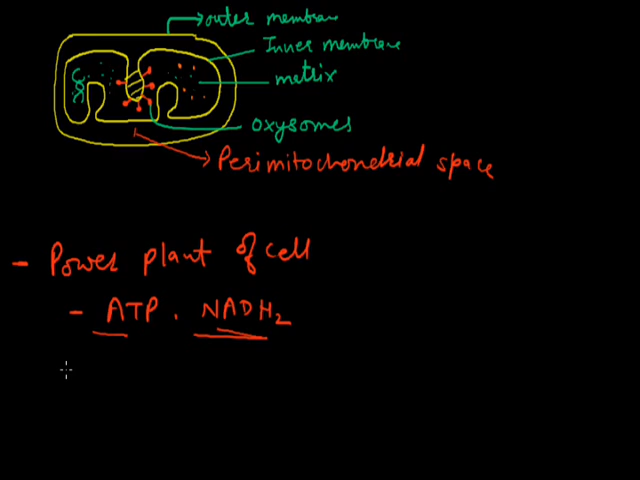 outer membrane
Inner membrane
matrix
oxysomes
Perimitochondrial space
- Power plant of cell
- ATP . NADH2